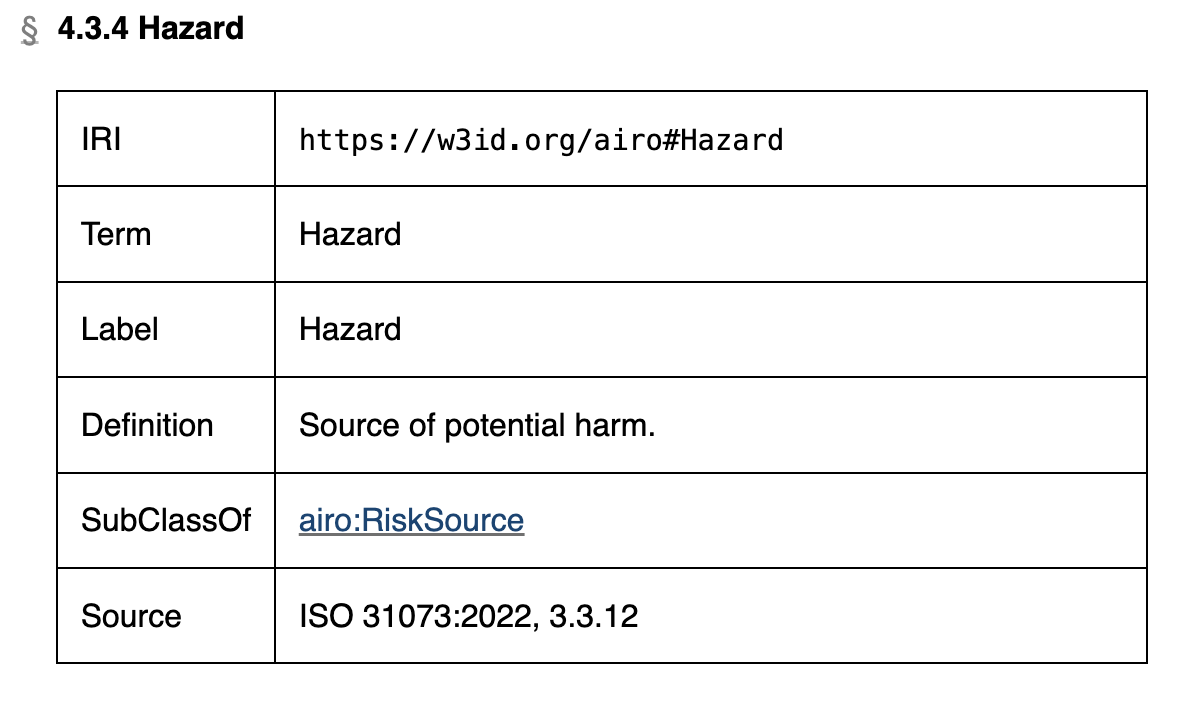 § 4.3.4 Hazard
IRI https://w3id.org/airo#Hazard
Term Hazard
Label Hazard
Definition Source of potential harm.
SubClassOf airo:RiskSource
Source ISO 31073:2022, 3.3.12